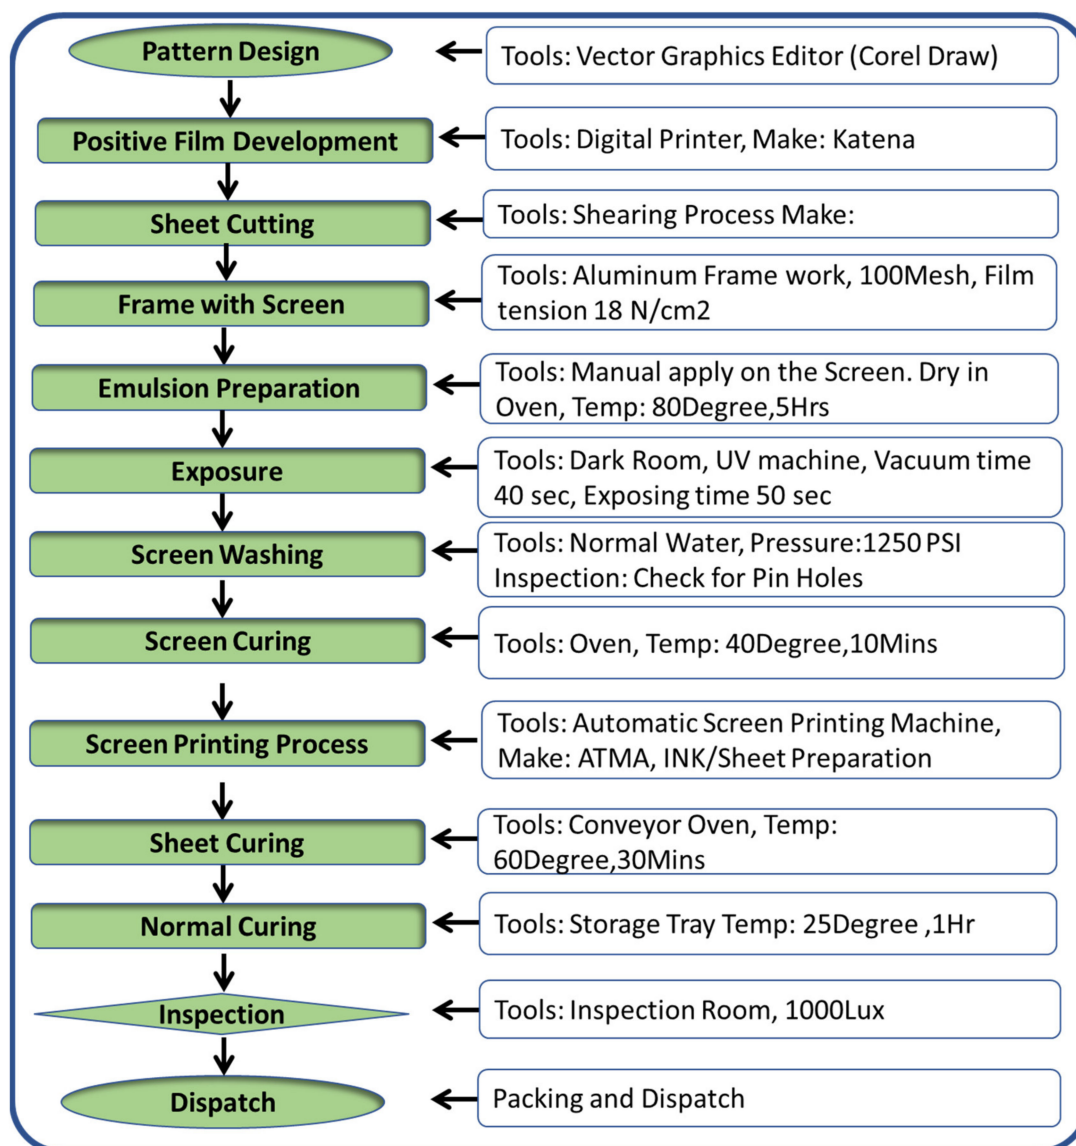 Pattern Design
Tools: Vector Graphics Editor (Corel Draw)
Positive Film Development
Tools: Digital Printer, Make: Katena
Sheet Cutting
Tools: Shearing Process Make:
Frame with Screen
Tools: Aluminum Frame work, 100Mesh, Film
tension 18 N/cm2
Emulsion Preparation
Tools: Manual apply on the Screen. Dry in
Oven, Temp: 80Degree,5Hrs
Exposure
Tools: Dark Room, UV machine, Vacuum time
40 sec, Exposing time 50 sec
Screen Washing
Tools: Normal Water, Pressure:1250 PSI
Inspection: Check for Pin Holes
Screen Curing
Tools: Oven, Temp: 40Degree,10Mins
Screen Printing Process
Tools: Automatic Screen Printing Machine,
Make: ATMA, INK/Sheet Preparation
Sheet Curing
Tools: Conveyor Oven, Temp:
60Degree,30Mins
Normal Curing
Tools: Storage Tray Temp: 25Degree ,1Hr
Inspection
Tools: Inspection Room, 1000Lux
Dispatch
Packing and Dispatch